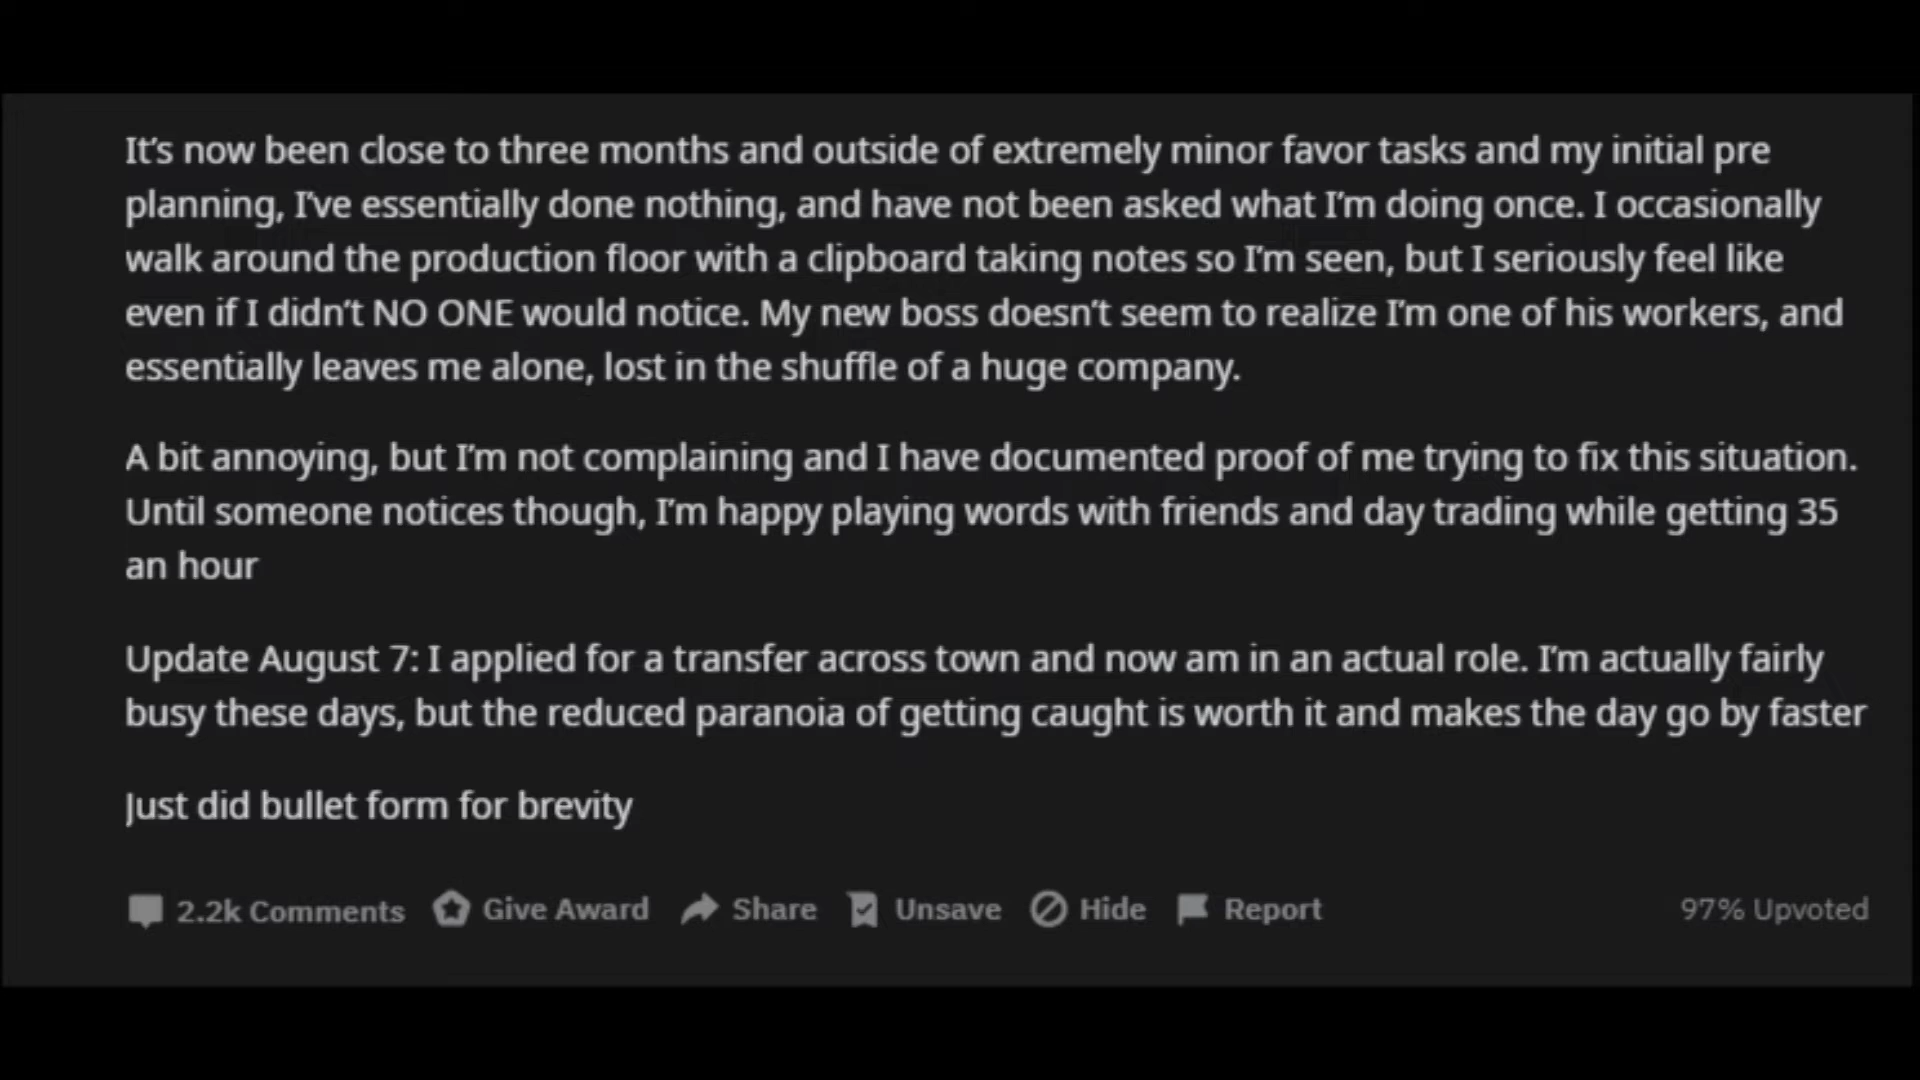 It's now been close to three months and outside of extremely minor favor tasks and my initial pre
planning, I've essentially done nothing, and have not been asked what I'm doing once. I occasionally
walk around the production floor with a clipboard taking notes so I'm seen, but I seriously feel like
even if I didn't NO ONE would notice. My new boss doesn't seem to realize I'm one of his workers, and
essentially leaves me alone, lost in the shuffle of a huge company.
A bit annoying, but I'm not complaining and I have documented proof of me trying to fix this situation.
Until someone notices though, I'm happy playing words with friends and day trading while getting 35
an hour
Update August 7: I applied for a transfer across town and now am in an actual role. I'm actually fairly
busy these days, but the reduced paranoia of getting caught is worth it and makes the day go by faster
Just did bullet form for brevity
2.2k Comments Give Award Share Unsave Hide Report 97% Upvoted